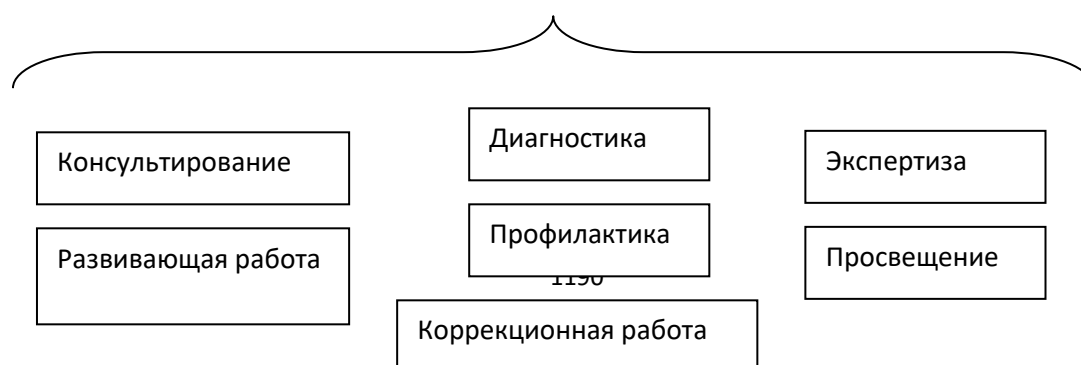 Диагностика
Консультирование
Экспертиза
Профилактика
Развивающая работа
Просвещение
1190
Коррекционная работа